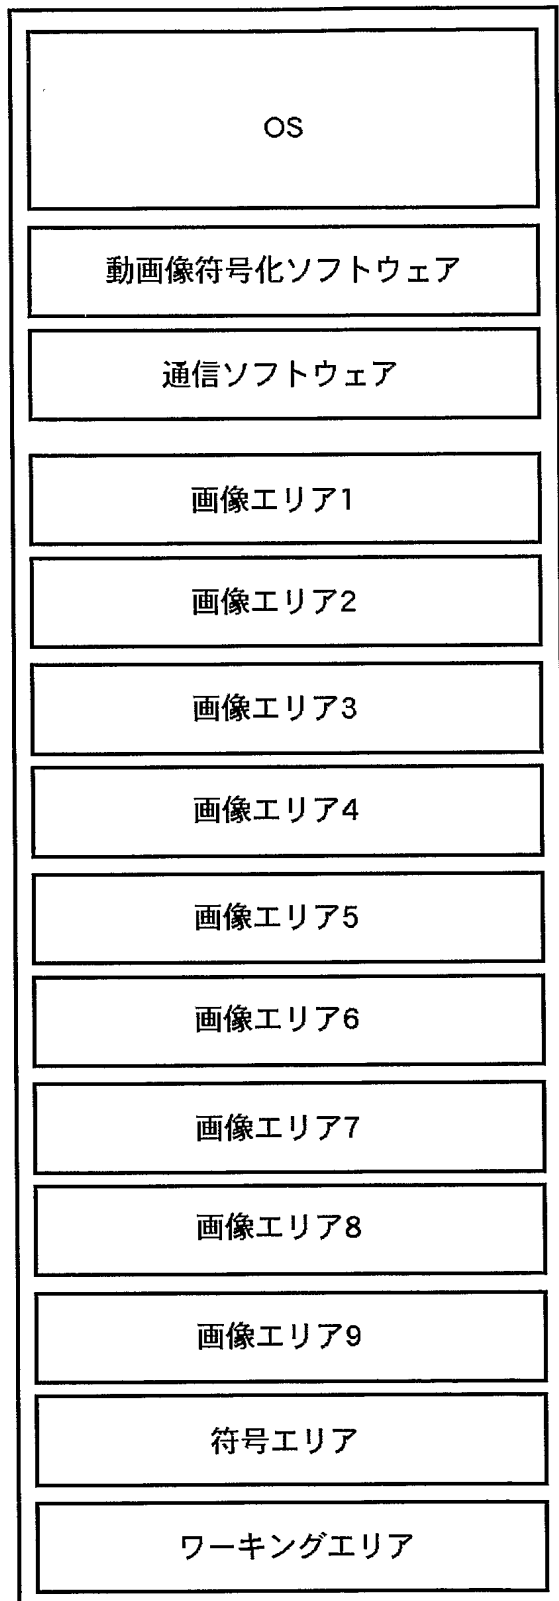 OS
動画像符号化ソフトウェア
通信ソフトウェア
画像エリア1
画像エリア2
画像エリア3
画像エリア4
画像エリア5
画像エリア6
画像エリア7
画像エリア8
画像エリア9
符号エリア
ワーキングエリア